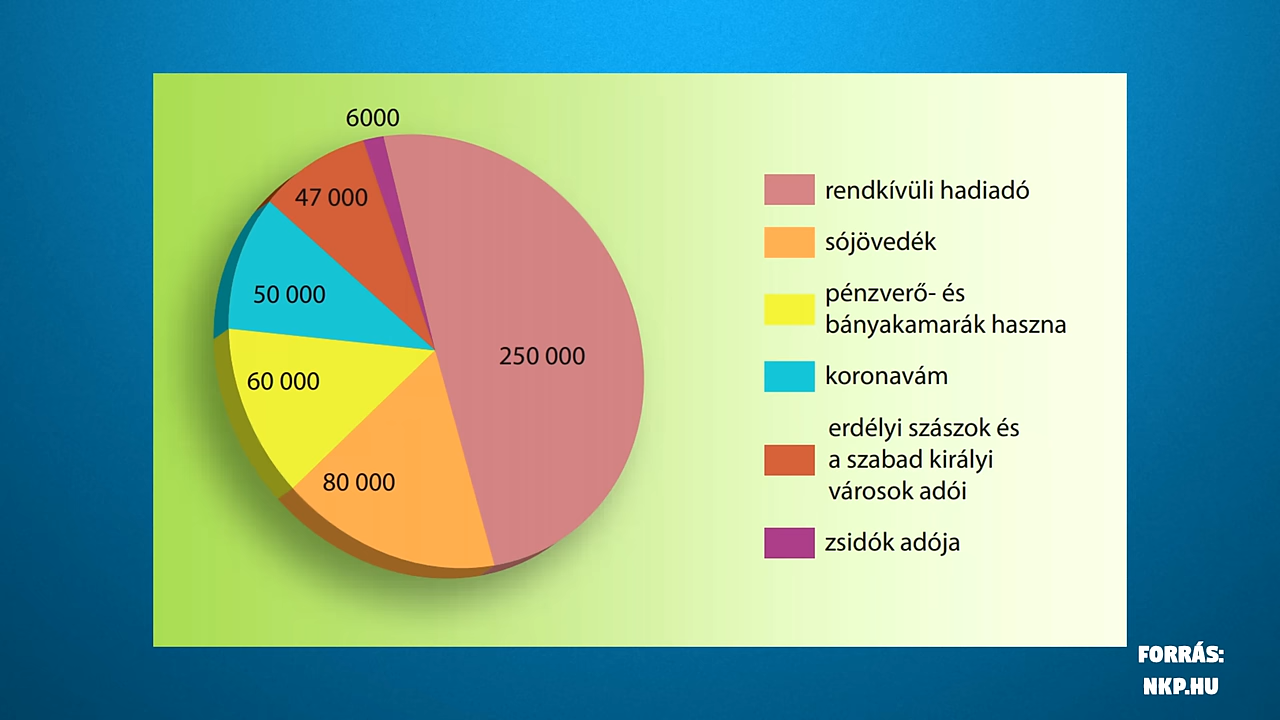 6000
47 000
50 000
250 000
60 000
80 000
rendkívüli hadiadó
sójövedék
pénzverő- és
bányakamarák haszna
koronavám
erdélyi szászok és
a szabad királyi
városok adói
zsidók adója
FORRÁS:
NKP.HU